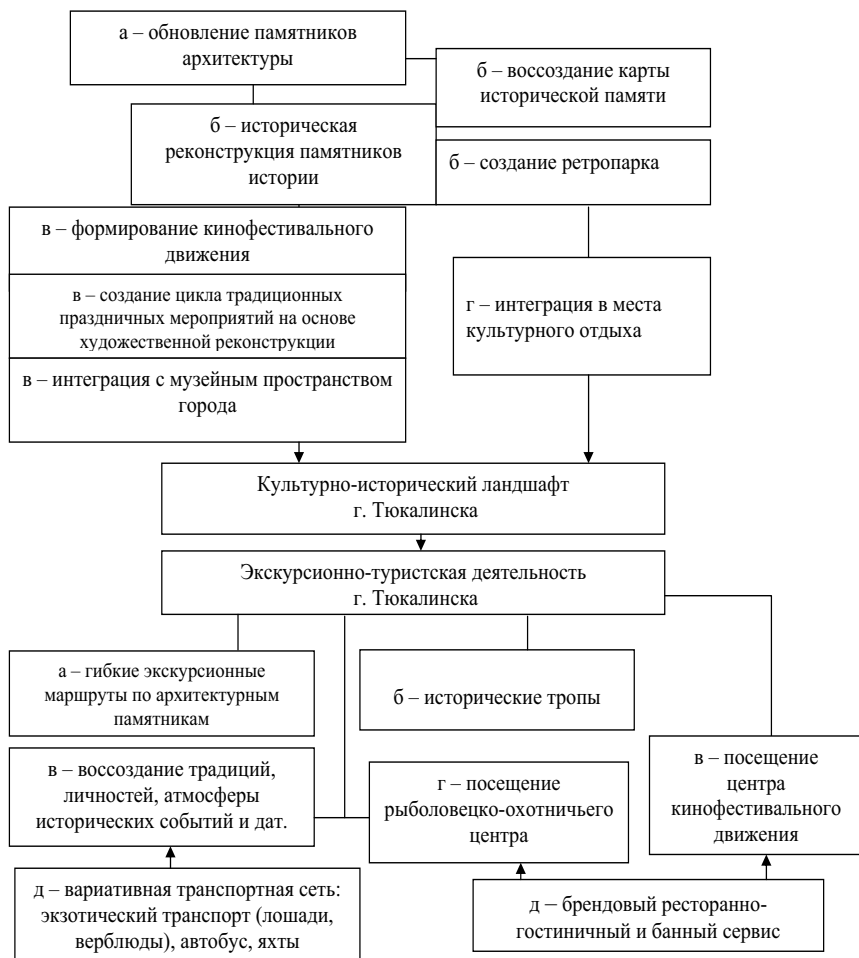 а – обновление памятников
архитектуры
б – воссоздание карты
исторической памяти
б – историческая
реконструкция памятников
истории
б – создание ретропарка
в – формирование кинофестивального
движения
в – создание цикла традиционных
праздничных мероприятий на основе
художественной реконструкции
в – интеграция с музейным пространством
города
г – интеграция в места
культурного отдыха
Культурно-исторический ландшафт
г. Тюкалинска
Экскурсионно-туристская деятельность
г. Тюкалинска
а – гибкие экскурсионные
маршруты по архитектурным
памятникам
б – исторические тропы
в – воссоздание традиций,
личностей, атмосферы
исторических событий и дат.
г – посещение
рыболовецко-охотничьего
центра
в – посещение
центра
кинофестивального
движения
д – вариативная транспортная сеть:
экзотический транспорт (лошади,
верблюды), автобус, яхты
д – брендовый ресторанно-
гостиничный и банный сервис